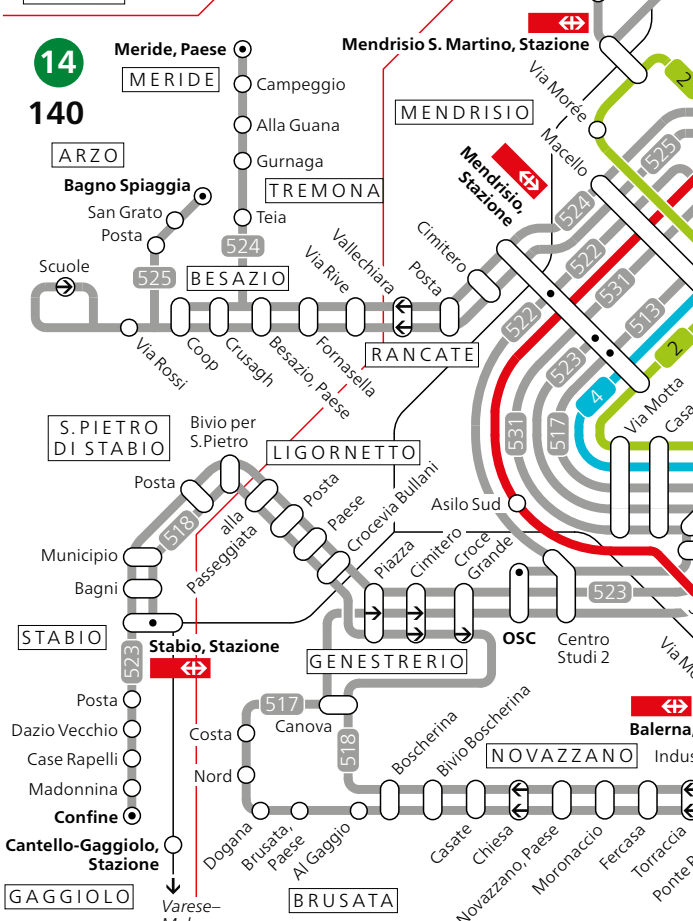 Meride, Paese
Mendrisio S. Martino, Stazione
14
140
MERIDE
Campeggio
Alla Guana
Gurnaga
Teia
MENDRISIO
Via Morée
Macello
2
525
ARZO
Bagno Spiaggia
San Grato
Posta
TREMONA
524
Mendrisio,
Stazione
524
522
531
513
Scuole
525
BESAZIO
Via Rive
Vallechiara
Posta
Cimitero
522
523
2
4
Via Rossi
Coop
Crusagh
Besazio, Paese
Fornasella
RANCATE
531
517
Via Motta
Casa
S.PIETRO
DI STABIO
Bivio per
S.Pietro
LIGORNETTO
Posta
518
alla
Passeggiata
Posta
Paese
Crocevia Bullani
Asilo Sud
Municipio
Bagni
Piazza
Cimitero
Croce
Grande
523
STABIO
Stabio, Stazione
523
GENESTRERIO
OSC
Centro
Studi 2
Posta
Dazio Vecchio
Case Rapelli
Madonnina
Confine
517
Canova
Costa
518
Nord
Boscherina
Bivio Boscherina
NOVAZZANO
Balerna,
Indus
Cantello-Gaggiolo,
Stazione
Dogana
Brusata,
Paese
Al Gaggio
Casate
Chiesa
Novazzano, Paese
Moronaccio
Fercasa
Torraccia
GAGGIOLO
Varese–
BRUSATA